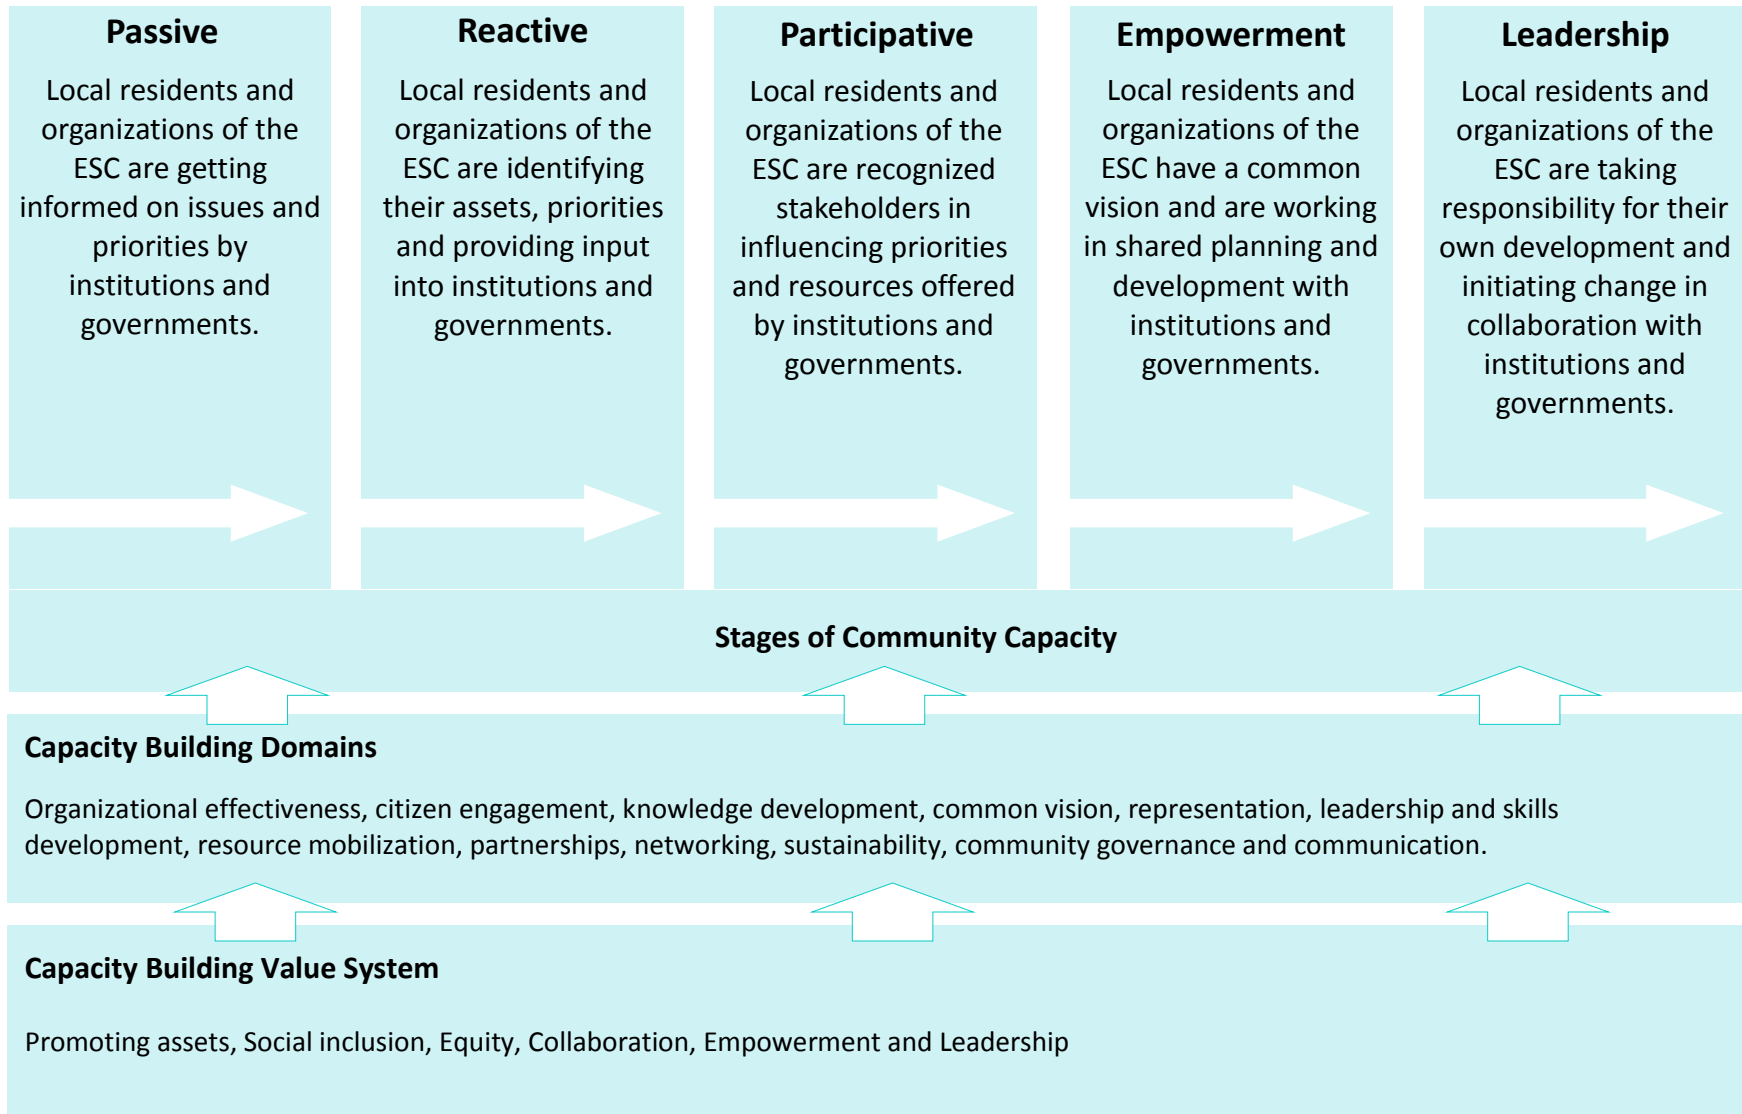 Passive
Local residents and
organizations of the
ESC are getting
informed on issues and
priorities by
institutions and
governments.
Reactive
Local residents and
organizations of the
ESC are identifying
their assets, priorities
and providing input
into institutions and
governments.
Participative
Local residents and
organizations of the
ESC are recognized
stakeholders in
influencing priorities
and resources offered
by institutions and
governments.
Empowerment
Local residents and
organizations of the
ESC have a common
vision and are working
in shared planning and
development with
institutions and
governments.
Leadership
Local residents and
organizations of the
ESC are taking
responsibility for their
own development and
initiating change in
collaboration with
institutions and
governments.
Stages of Community Capacity
Capacity Building Domains
Organizational effectiveness, citizen engagement, knowledge development, common vision, representation, leadership and skills
development, resource mobilization, partnerships, networking, sustainability, community governance and communication.
Capacity Building Value System
Promoting assets, Social inclusion, Equity, Collaboration, Empowerment and Leadership